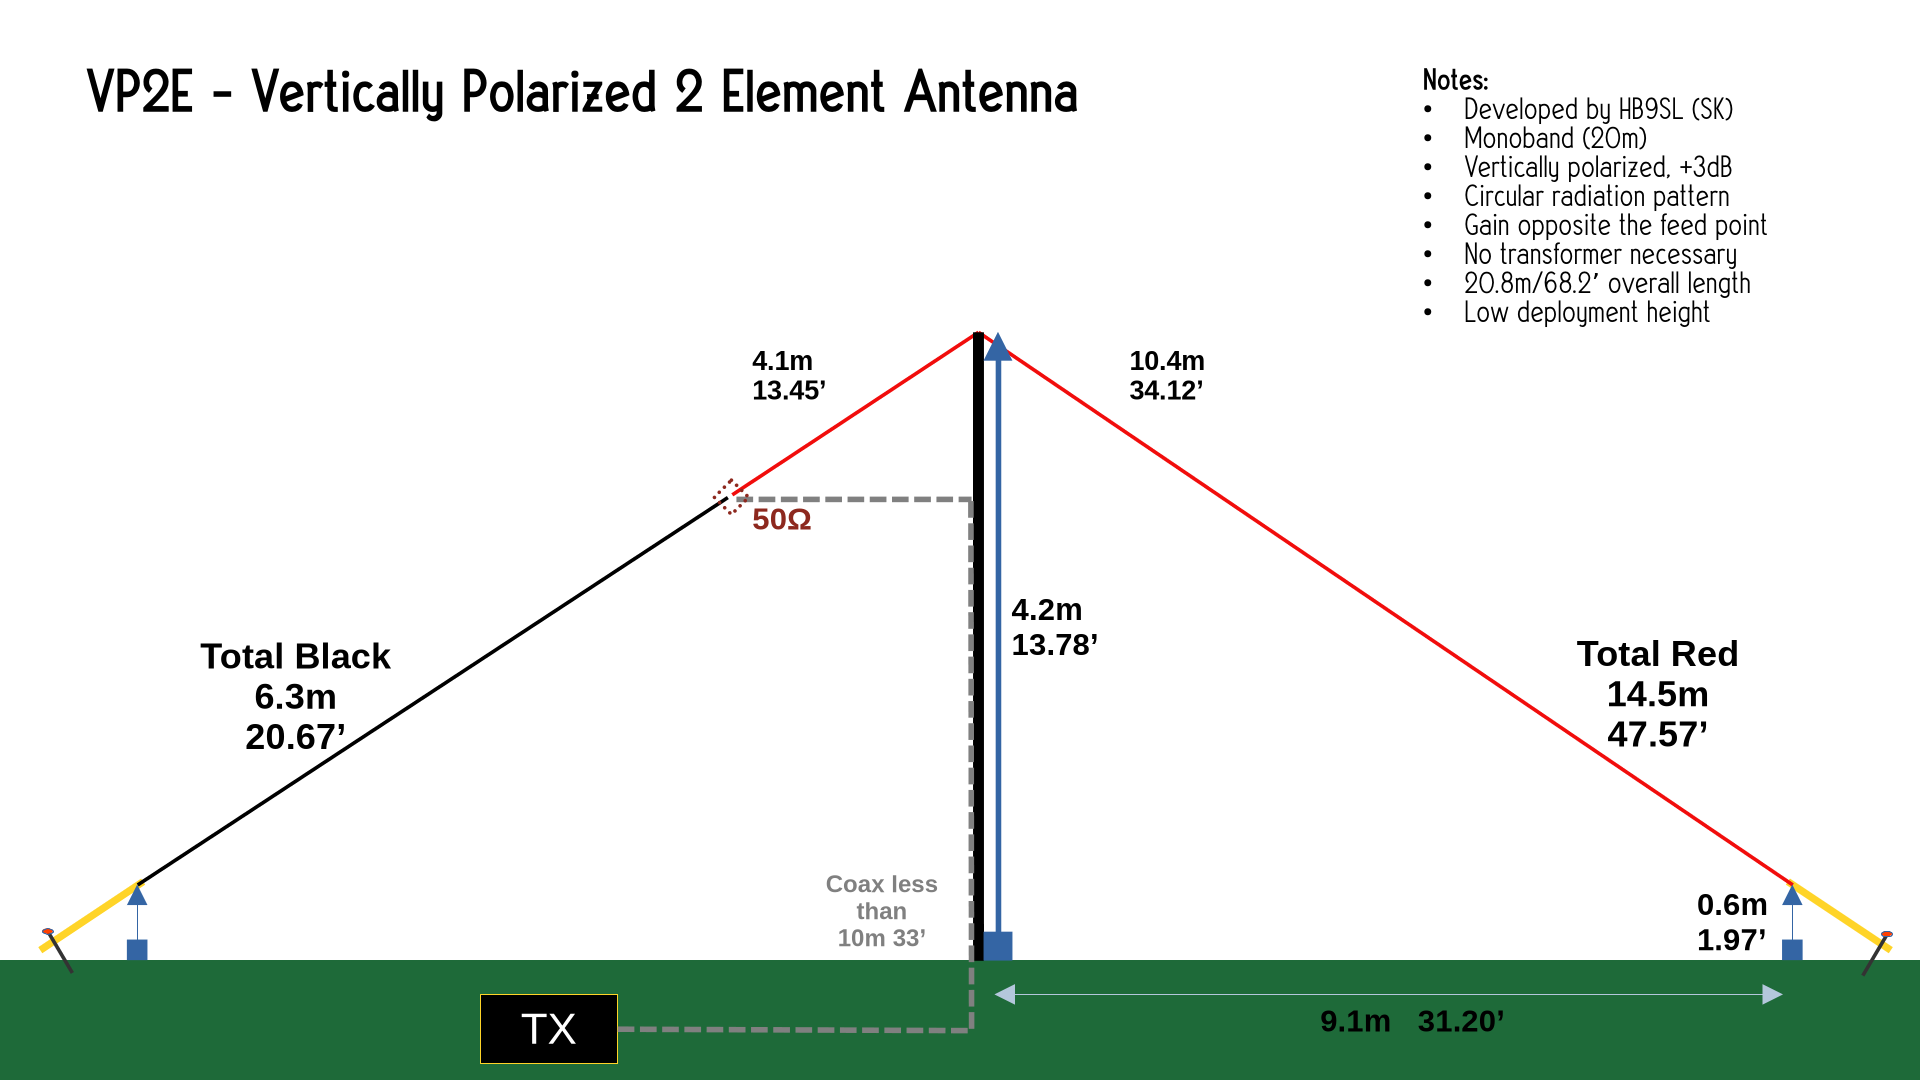 VP2E - Vertically Polarized 2 Element Antenna
Notes:
• Developed by HB9SL (SK)
• Monoband (20m)
• Vertically polarized, +3dB
• Circular radiation pattern
• Gain opposite the feed point
• No transformer necessary
• 20.8m/68.2’ overall length
• Low deployment height
4.1m
13.45’
10.4m
34.12’
50Ω
4.2m
13.78’
Total Black
6.3m
20.67’
Total Red
14.5m
47.57’
Coax less
than
10m 33’
0.6m
1.97’
9.1m 31.20’
TX